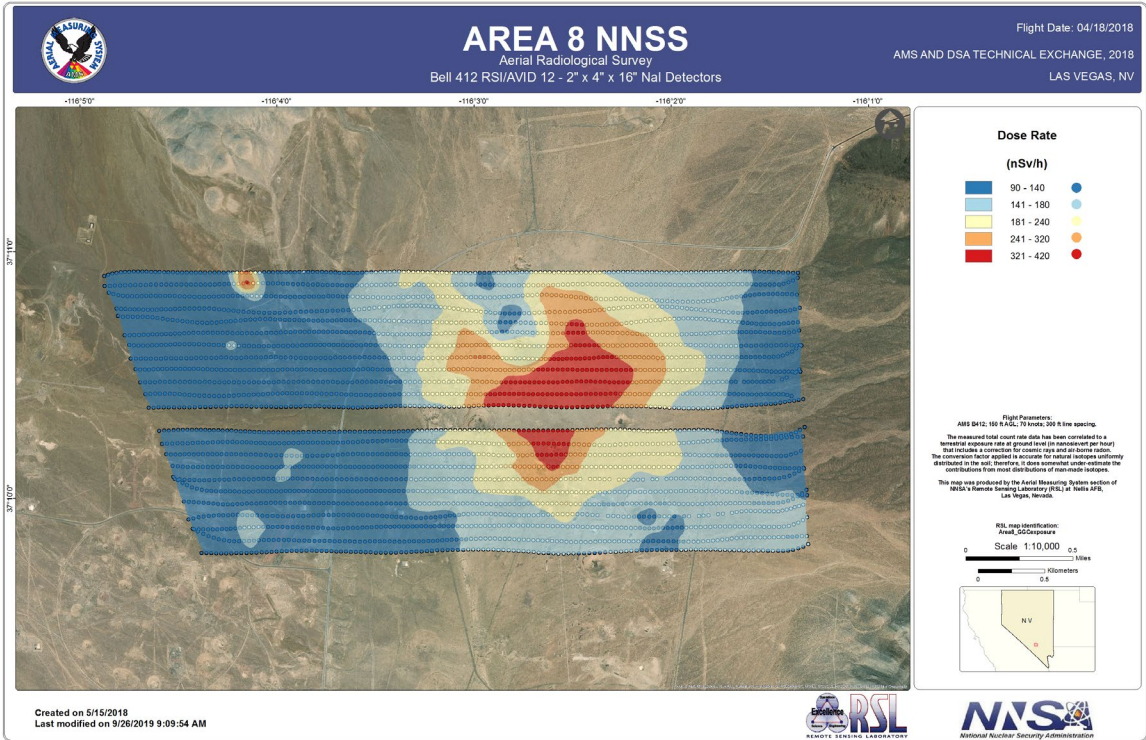 AERIAL MEASURING SYSTEM
AMS
AREA 8 NNSS
Aerial Radiological Survey
Bell 412 RSI/AVID 12 - 2" x 4" x 16" NaI Detectors
Flight Date: 04/18/2018
AMS AND DSA TECHNICAL EXCHANGE, 2018
LAS VEGAS, NV
-116°5'0"
-116°4'0"
-116°3'0"
-116°2'0"
-116°1'0"
37°11'0"
37°10'0"
Dose Rate
(nSv/h)
90 - 140
141 - 180
181 - 240
241 - 320
321 - 420
Flight Parameters:
AMS B412; 150 ft AGL; 70 knots; 300 ft line spacing.
The measured total count rate data has been correlated to a
terrestrial exposure rate at ground level (in nanosievert per hour)
that includes a correction for cosmic rays and air-borne radon.
The conversion factor applied is accurate for natural isotopes uniformly
distributed in the soil; therefore, it does somewhat under-estimate the
contributions from most distributions of man-made isotopes.
This map was produced by the Aerial Measuring System section of
NNSA's Remote Sensing Laboratory (RSL) at Nellis AFB,
Las Vegas, Nevada.
RSL map identification:
Area8_GGCexposure
Scale 1:10,000
0 0.5
Miles
Kilometers
0 0.5
NV
Created on 5/15/2018
Last modified on 9/26/2019 9:09:54 AM
Excellence
RSL
REMOTE SENSING LABORATORY
NNSA
National Nuclear Security Administration